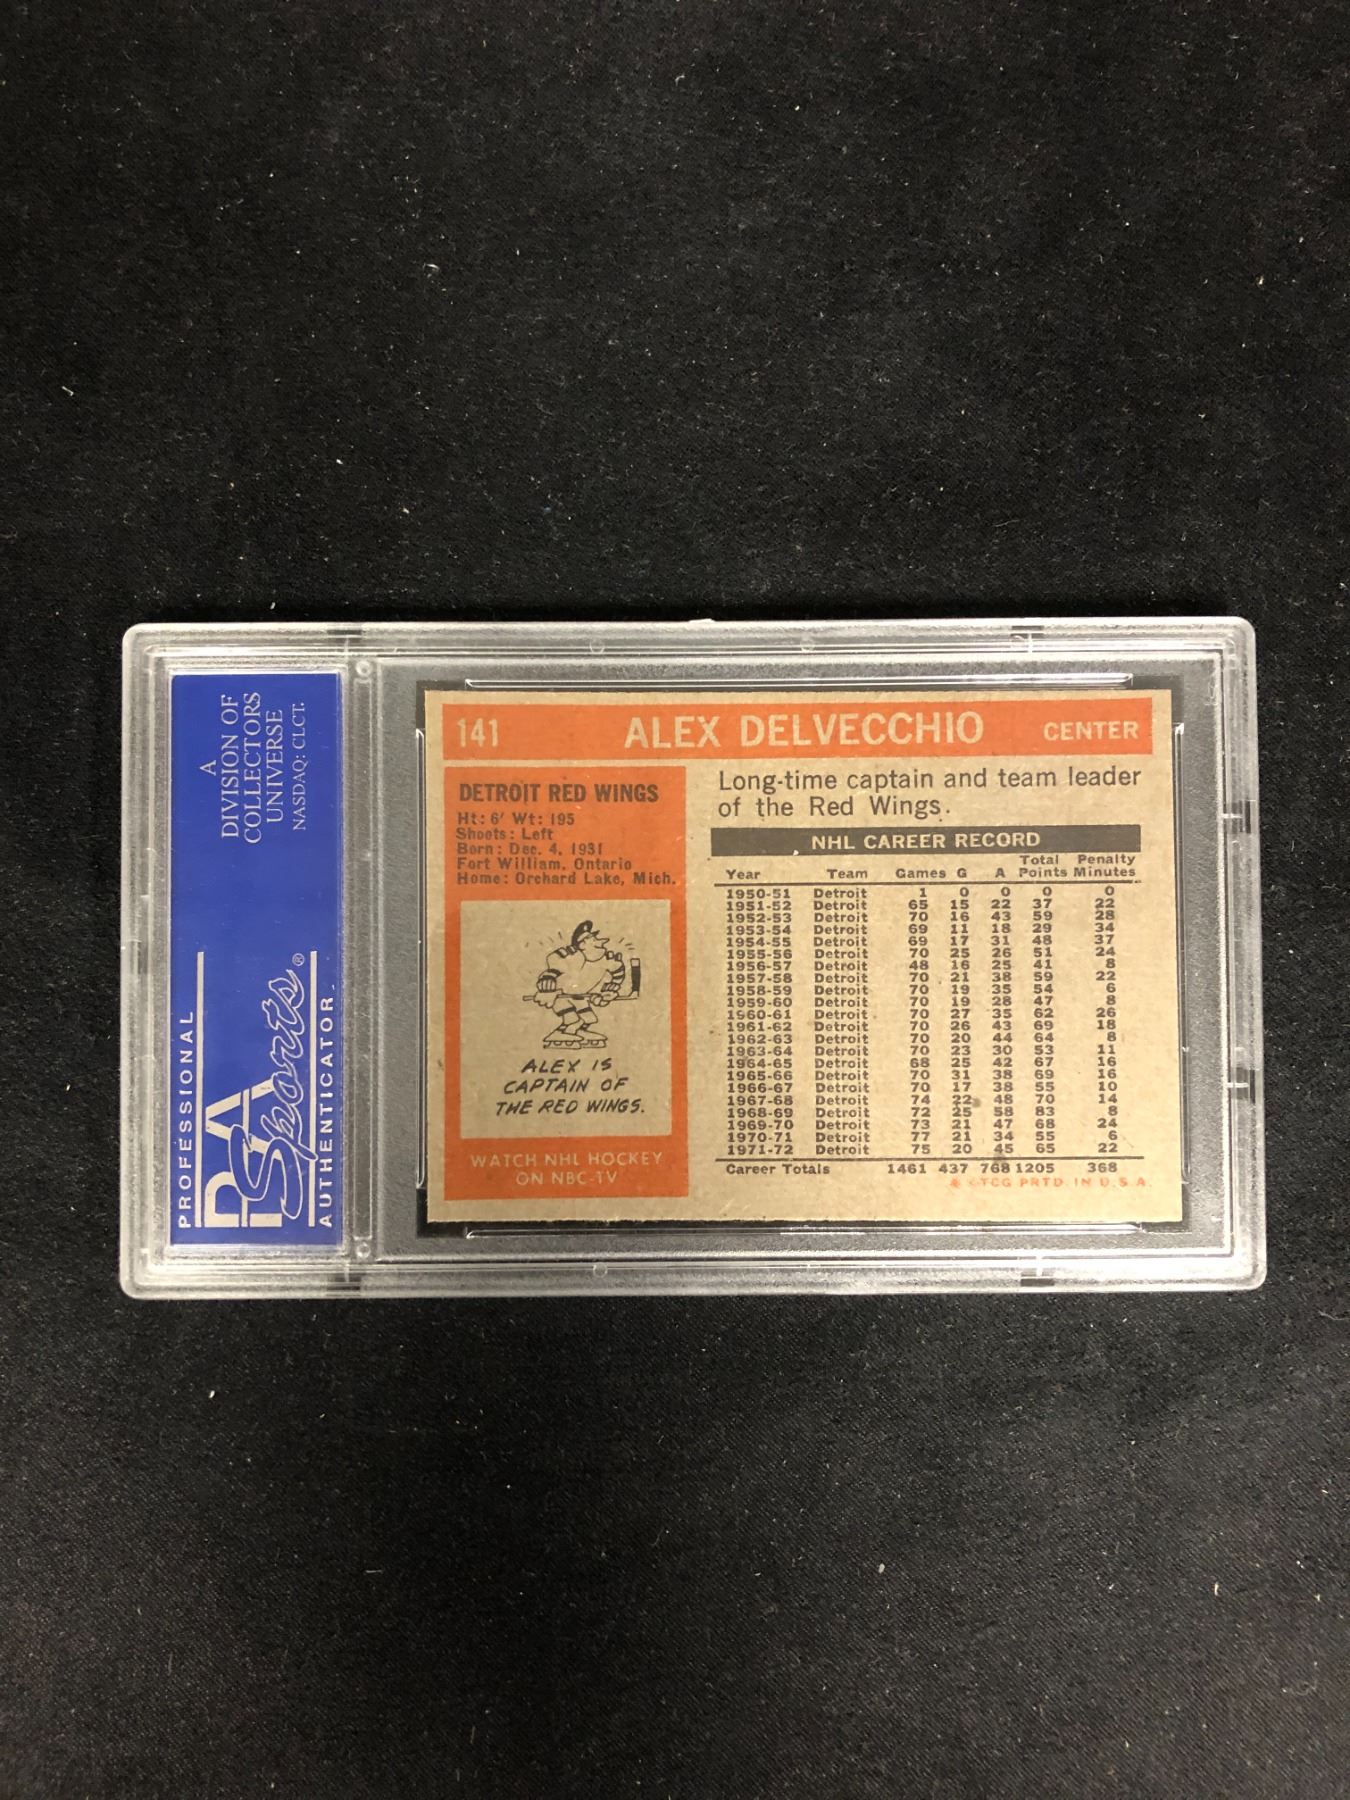 A
DIVISION OF
COLLECTORS
UNIVERSE
NASDAQ: CLCT.
PROFESSIONAL
PSA
Sports®
AUTHENTICATOR
141 ALEX DELVECCHIO CENTER
DETROIT RED WINGS
Ht: 6' Wt: 195
Shoots: Left
Born: Dec. 4, 1931
Fort William, Ontario
Home: Orchard Lake, Mich.
ALEX IS
CAPTAIN OF
THE RED WINGS.
WATCH NHL HOCKEY
ON NBC-TV
Long-time captain and team leader
of the Red Wings.
NHL CAREER RECORD
Year Team Games G A Total Points Penalty Minutes
1950-51 Detroit 1 0 0 0 0
1951-52 Detroit 65 15 22 37 22
1952-53 Detroit 70 16 43 59 28
1953-54 Detroit 69 11 18 29 34
1954-55 Detroit 69 17 31 48 37
1955-56 Detroit 70 25 26 51 24
1956-57 Detroit 48 16 25 41 8
1957-58 Detroit 70 21 38 59 22
1958-59 Detroit 70 19 35 54 6
1959-60 Detroit 70 19 28 47 8
1960-61 Detroit 70 27 35 62 26
1961-62 Detroit 70 26 43 69 18
1962-63 Detroit 70 20 44 64 8
1963-64 Detroit 70 23 30 53 11
1964-65 Detroit 68 25 42 67 16
1965-66 Detroit 70 31 38 69 16
1966-67 Detroit 70 17 38 55 10
1967-68 Detroit 74 22 48 70 14
1968-69 Detroit 72 25 58 83 8
1969-70 Detroit 73 21 47 68 24
1970-71 Detroit 77 21 34 55 6
1971-72 Detroit 75 20 45 65 22
Career Totals 1461 437 768 1205 368
TCG PRTD. IN U.S.A.